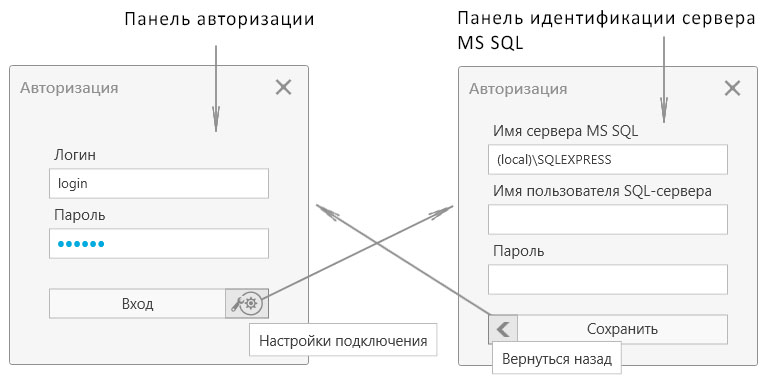 Панель авторизации
Панель идентификации сервера
MS SQL
Авторизация
Логин
login
Пароль
Вход
Настройки подключения
Авторизация
Имя сервера MS SQL
(local)\SQLEXPRESS
Имя пользователя SQL-сервера
Пароль
Сохранить
Вернуться назад